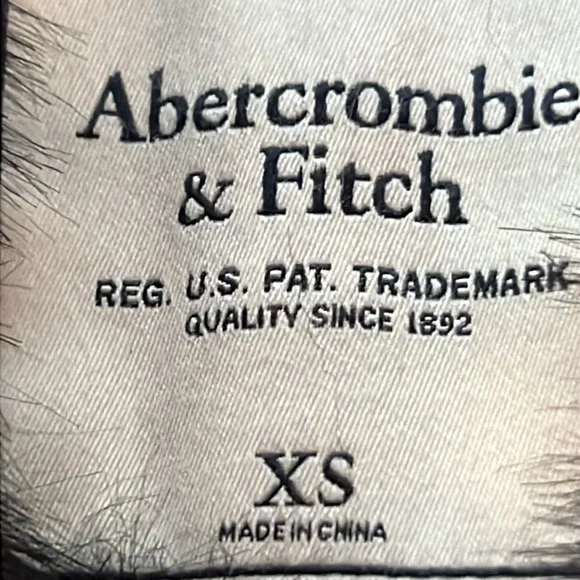 Abercrombie
& Fitch
REG. U.S. PAT. TRADEMARK
QUALITY SINCE 1892
XS
MADE IN CHINA